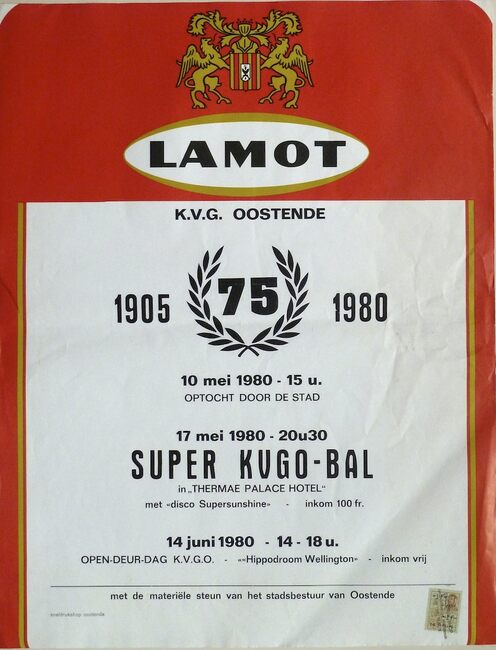 LAMOT
K.V.G. OOSTENDE
1905 75 1980
10 mei 1980 - 15 u.
OPTOCHT DOOR DE STAD
17 mei 1980 - 20u30
SUPER KVGO-BAL
in „THERMAE PALACE HOTEL"
met «disco Supersunshine» - inkom 100 fr.
14 juni 1980 - 14 - 18 u.
OPEN-DEUR-DAG K.V.G.O. - «»Hippodroom Wellington» - inkom vrij
met de materiële steun van het stadsbestuur van Oostende
sneldrukshop oostende